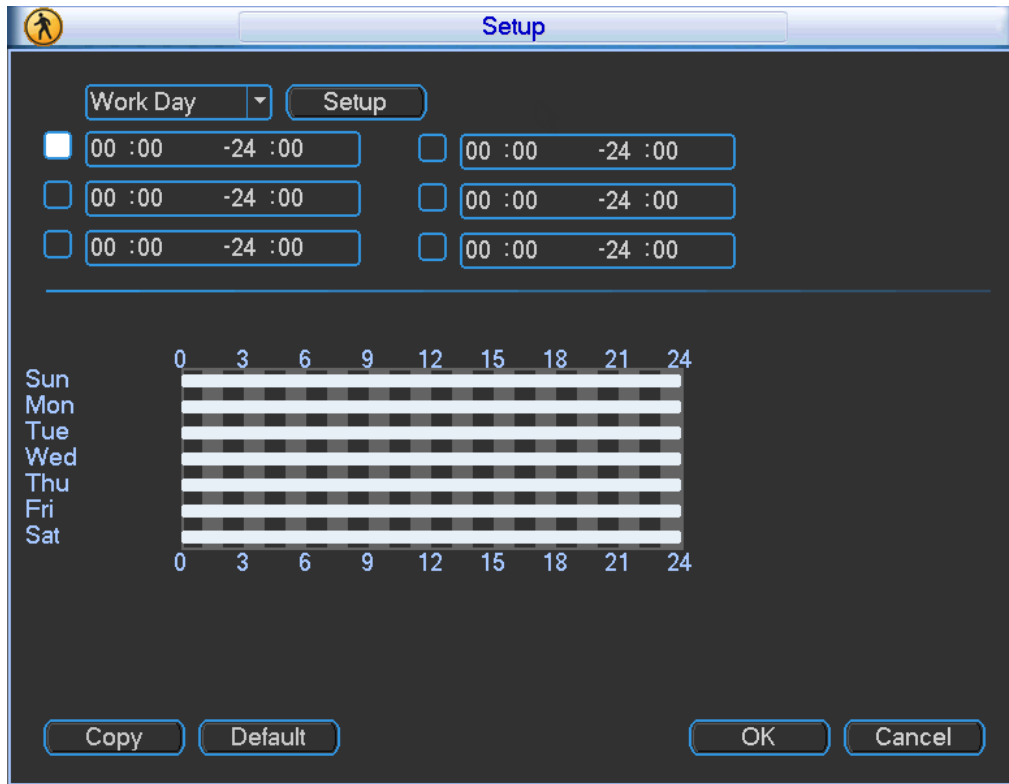 Setup
Work Day Setup
00 :00 -24 :00 00 :00 -24 :00
00 :00 -24 :00 00 :00 -24 :00
00 :00 -24 :00 00 :00 -24 :00
0 3 6 9 12 15 18 21 24
Sun
Mon
Tue
Wed
Thu
Fri
Sat
0 3 6 9 12 15 18 21 24
Copy Default OK Cancel